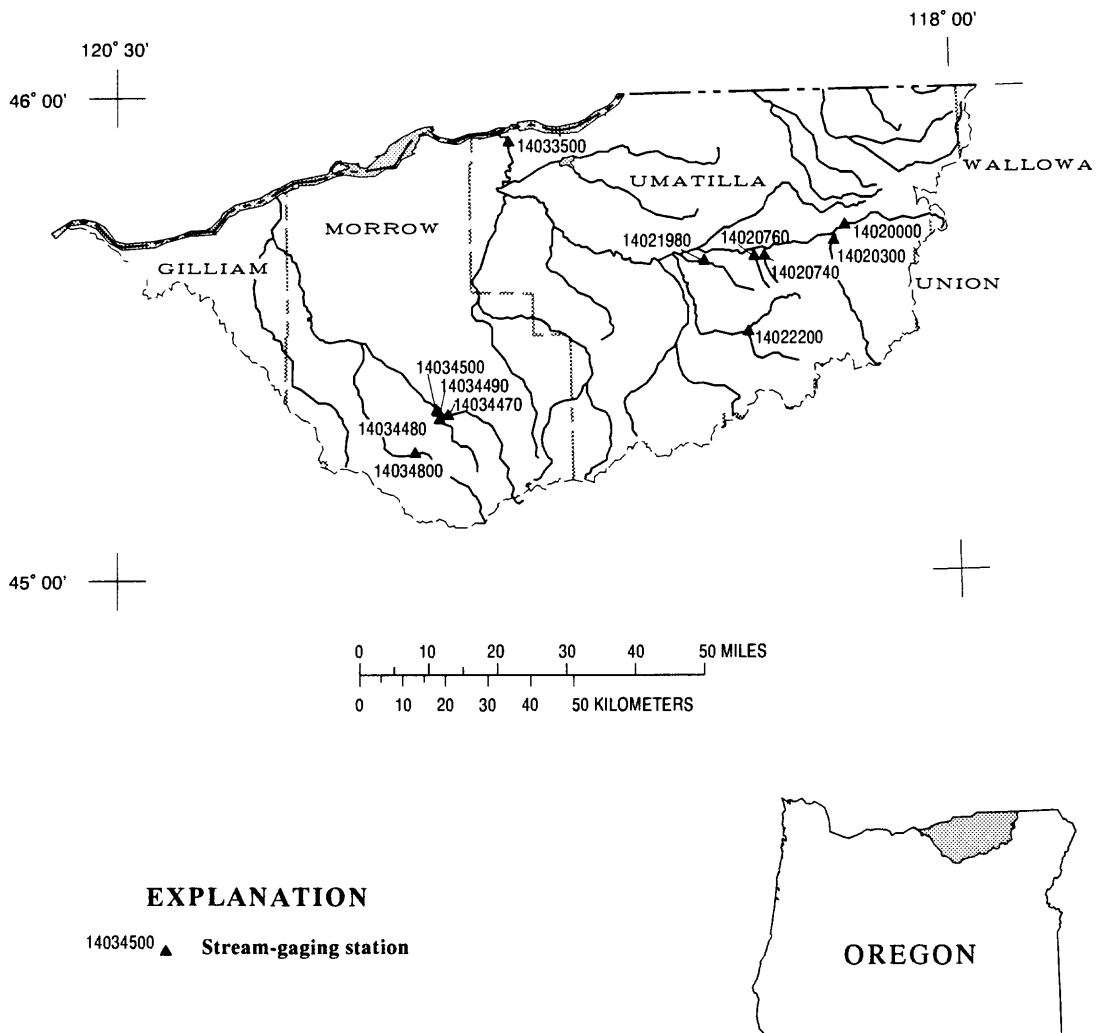 118° 00'
120° 30'
46° 00'
14033500
WALLOWA
UMATILLA
MORROW
14020000
14021980
14020760
14020300
GILLIAM
14020740
UNION
14022200
14034500
14034490
14034470
14034480
14034800
45° 00'
0 10 20 30 40 50 MILES
0 10 20 30 40 50 KILOMETERS
EXPLANATION
14034500 Stream-gaging station
OREGON